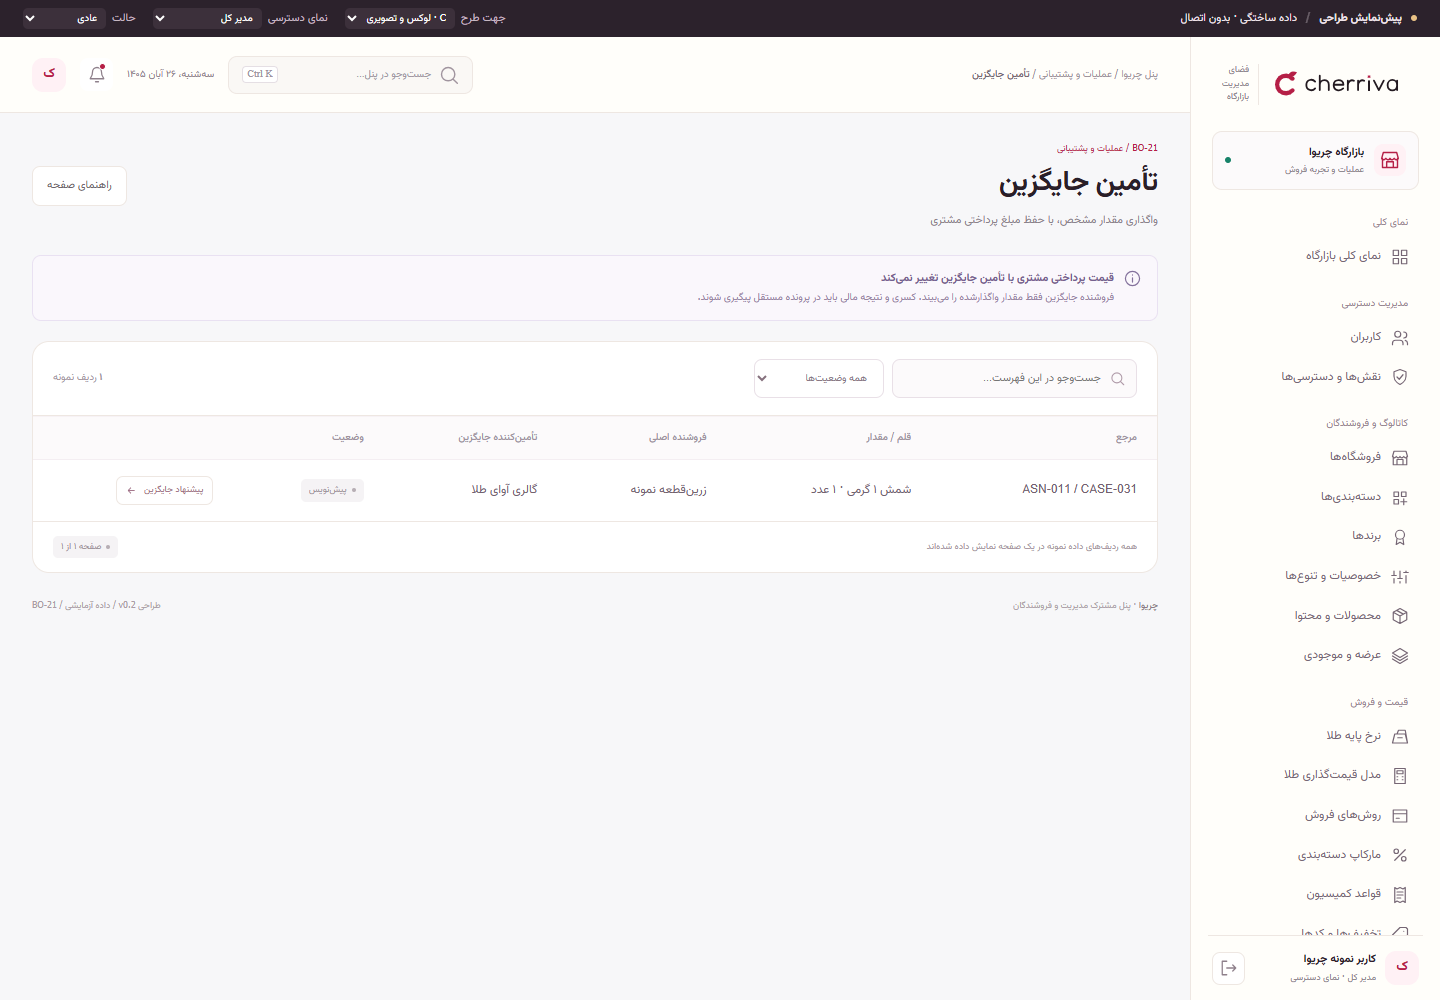 پیش‌نمایش طراحی / داده ساختگی · بدون اتصال
جهت طرح C · لوکس و تصویری نمای دسترسی مدیر کل حالت عادی
cherriva
فضای
مدیریت
بازارگاه
بازارگاه چریوا
عملیات و تجربه فروش
نمای کلی
نمای کلی بازارگاه
مدیریت دسترسی
کاربران
نقش‌ها و دسترسی‌ها
کاتالوگ و فروشندگان
فروشگاه‌ها
دسته‌بندی‌ها
برندها
خصوصیات و تنوع‌ها
محصولات و محتوا
عرضه و موجودی
قیمت و فروش
نرخ پایه طلا
مدل قیمت‌گذاری طلا
روش‌های فروش
مارکاپ دسته‌بندی
قواعد کمیسیون
تخفیف‌ها و کدها
ک
کاربر نمونه چریوا
مدیر کل · نمای دسترسی
پنل چریوا / عملیات و پشتیبانی / تأمین جایگزین
جست‌وجو در پنل...
Ctrl K
سه‌شنبه، ۲۶ آبان ۱۴۰۵
ک
BO-21 / عملیات و پشتیبانی
تأمین جایگزین
واگذاری مقدار مشخص، با حفظ مبلغ پرداختی مشتری
راهنمای صفحه
قیمت پرداختی مشتری با تأمین جایگزین تغییر نمی‌کند
فروشنده جایگزین فقط مقدار واگذارشده را می‌بیند. کسری و نتیجه مالی باید در پرونده مستقل پیگیری شوند.
جست‌وجو در این فهرست...
همه وضعیت‌ها
۱ ردیف نمونه
مرجع قلم / مقدار فروشنده اصلی تأمین‌کننده جایگزین وضعیت
ASN-011 / CASE-031 شمش ۱ گرمی · ۱ عدد زرین‌قطعه نمونه گالری آوای طلا پیش‌نویس پیشنهاد جایگزین ←
همه ردیف‌های داده نمونه در یک صفحه نمایش داده شده‌اند
صفحه ۱ از ۱
چریوا · پنل مشترک مدیریت و فروشندگان
طراحی v0.2 / داده آزمایشی / BO-21